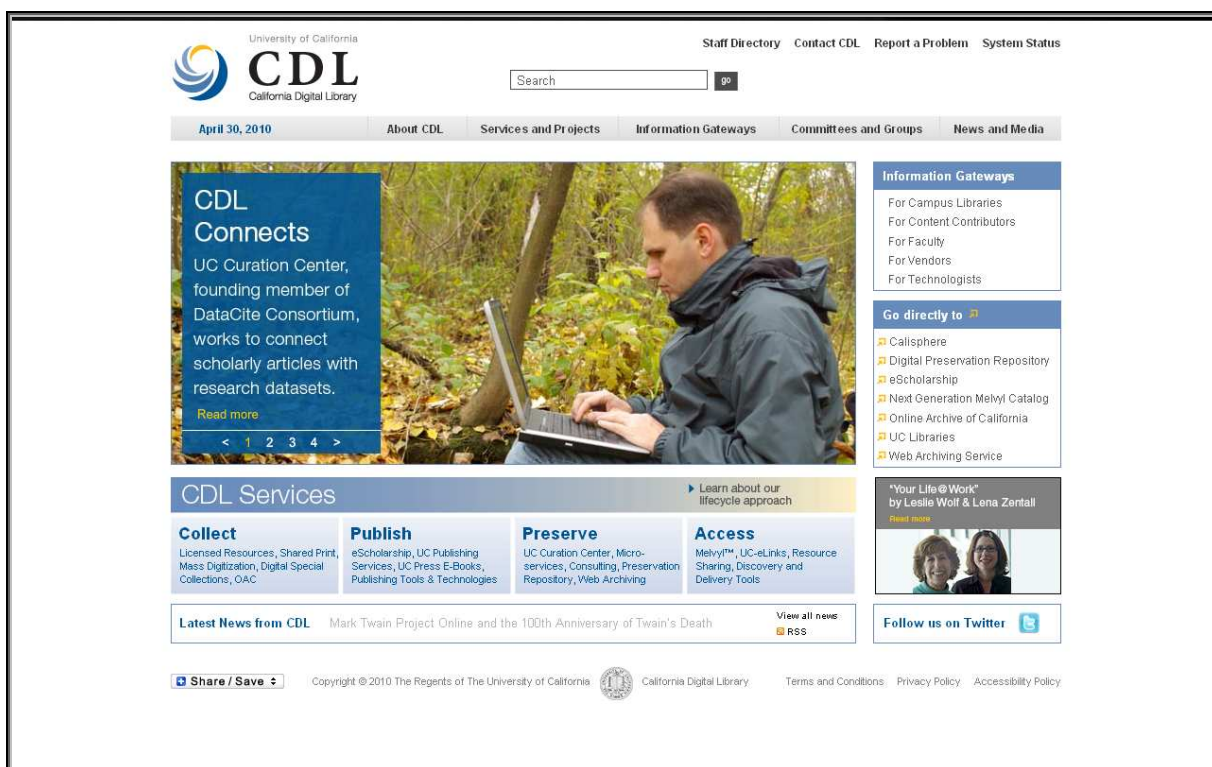 University of California
CDL
California Digital Library
Staff Directory Contact CDL Report a Problem System Status
Search go
April 30, 2010 About CDL Services and Projects Information Gateways Committees and Groups News and Media
CDL
Connects
UC Curation Center,
founding member of
DataCite Consortium,
works to connect
scholarly articles with
research datasets.
Read more
< 1 2 3 4 >
Information Gateways
For Campus Libraries
For Content Contributors
For Faculty
For Vendors
For Technologists
Go directly to
Calisphere
Digital Preservation Repository
eScholarship
Next Generation Melvyl Catalog
Online Archive of California
UC Libraries
Web Archiving Service
CDL Services
Learn about our
lifecycle approach
Collect
Licensed Resources, Shared Print,
Mass Digitization, Digital Special
Collections, OAC
Publish
eScholarship, UC Publishing
Services, UC Press E-Books,
Publishing Tools & Technologies
Preserve
UC Curation Center, Micro-
services, Consulting, Preservation
Repository, Web Archiving
Access
Melvyl™, UC-eLinks, Resource
Sharing, Discovery and
Delivery Tools
"Your Life@Work"
by Leslie Wolf & Lena Zentall
Read more
Latest News from CDL Mark Twain Project Online and the 100th Anniversary of Twain's Death
View all news
RSS
Follow us on Twitter
Share / Save
Copyright © 2010 The Regents of The University of California California Digital Library Terms and Conditions Privacy Policy Accessibility Policy